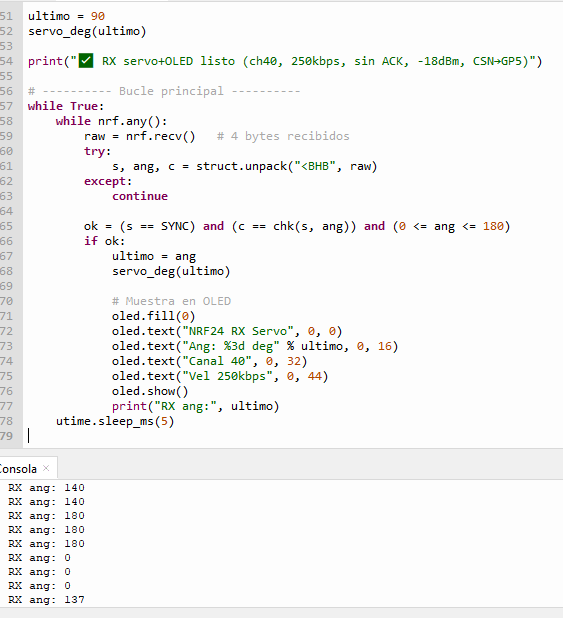 51 ultimo = 90
52 servo_deg(ultimo)
53
54 print("✅ RX servo+OLED listo (ch40, 250kbps, sin ACK, -18dBm, CSN→GP5)")
55
56 # ---------- Bucle principal ----------
57 while True:
58     while nrf.any():
59         raw = nrf.recv()   # 4 bytes recibidos
60         try:
61             s, ang, c = struct.unpack("<BHB", raw)
62         except:
63             continue
64
65         ok = (s == SYNC) and (c == chk(s, ang)) and (0 <= ang <= 180)
66         if ok:
67             ultimo = ang
68             servo_deg(ultimo)
69
70             # Muestra en OLED
71             oled.fill(0)
72             oled.text("NRF24 RX Servo", 0, 0)
73             oled.text("Ang: %3d deg" % ultimo, 0, 16)
74             oled.text("Canal 40", 0, 32)
75             oled.text("Vel 250kbps", 0, 44)
76             oled.show()
77             print("RX ang:", ultimo)
78     utime.sleep_ms(5)
79
Consola ×
RX ang: 140
RX ang: 140
RX ang: 180
RX ang: 180
RX ang: 180
RX ang: 0
RX ang: 0
RX ang: 0
RX ang: 137